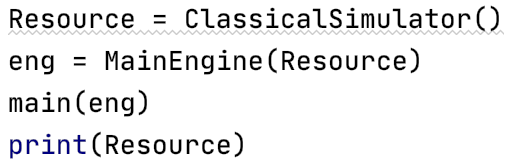 Resource = ClassicalSimulator()
eng = MainEngine(Resource)
main(eng)
print(Resource)